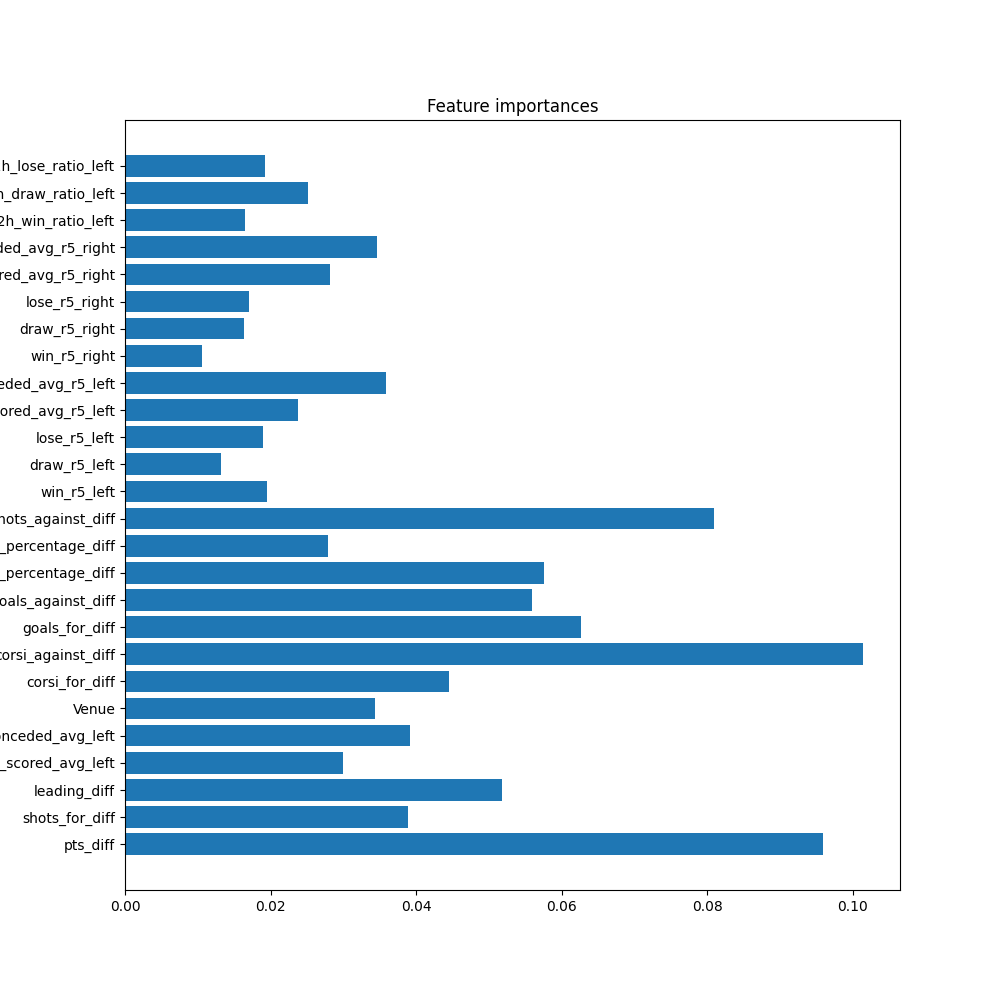 Feature importances
h_lose_ratio_left
h_draw_ratio_left
2h_win_ratio_left
ded_avg_r5_right
red_avg_r5_right
lose_r5_right
draw_r5_right
win_r5_right
eded_avg_r5_left
ored_avg_r5_left
lose_r5_left
draw_r5_left
win_r5_left
hots_against_diff
_percentage_diff
_percentage_diff
oals_against_diff
goals_for_diff
corsi_against_diff
corsi_for_diff
Venue
onceded_avg_left
_scored_avg_left
leading_diff
shots_for_diff
pts_diff
0.00 0.02 0.04 0.06 0.08 0.10